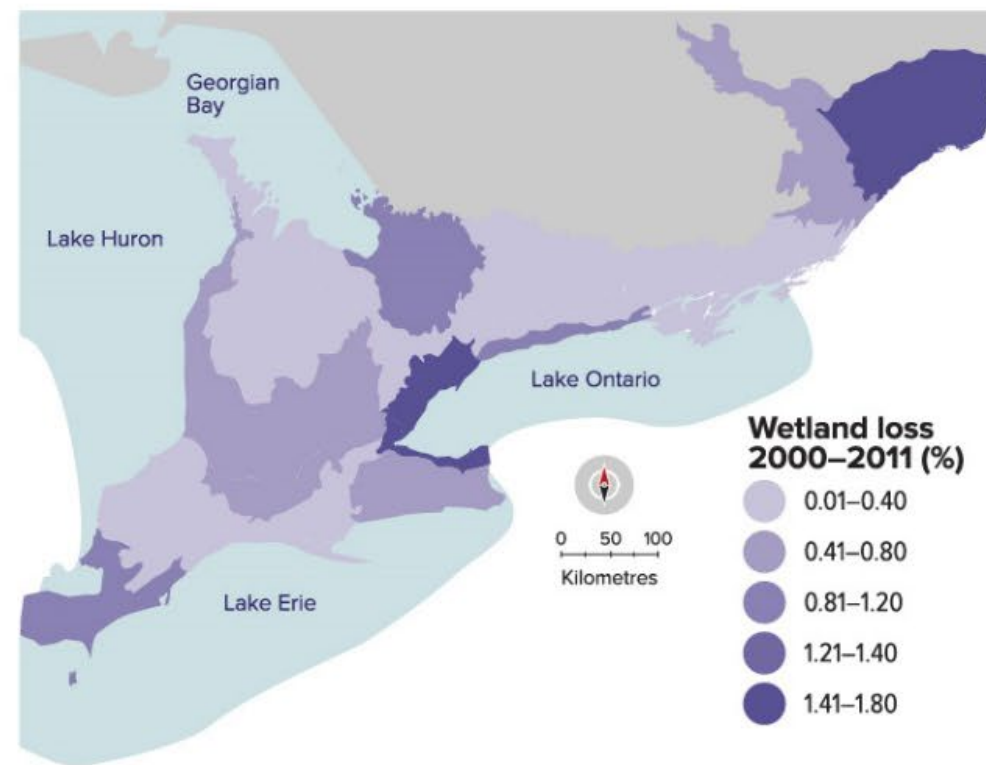 Georgian
Bay
Lake Huron
Lake Ontario
Lake Erie
0 50 100
Kilometres
Wetland loss
2000–2011 (%)
0.01–0.40
0.41–0.80
0.81–1.20
1.21–1.40
1.41–1.80